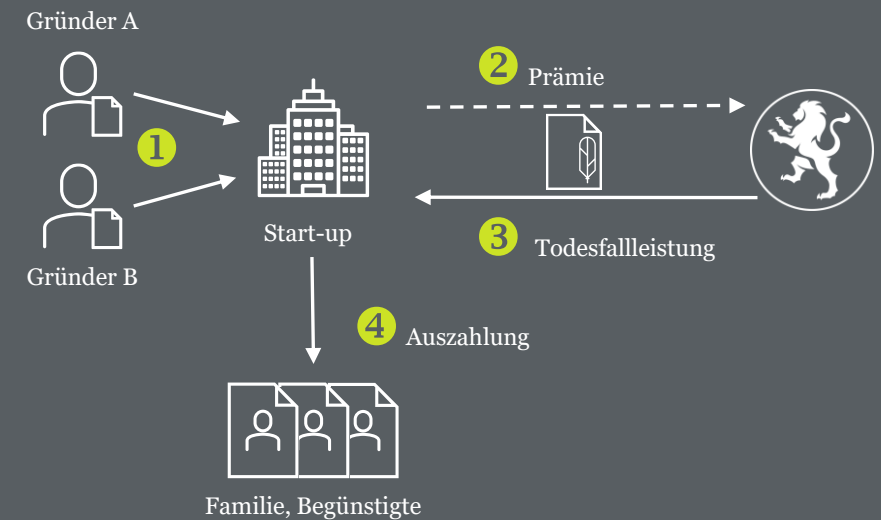 Gründer A
2 Prämie
1
Start-up
3 Todesfallleistung
Gründer B
4 Auszahlung
Familie, Begünstigte